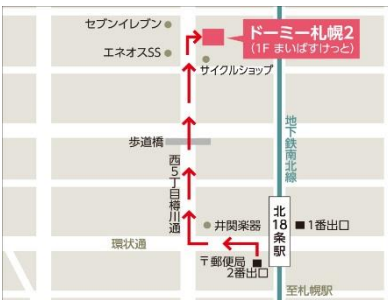 セブンイレブン
ドーミー札幌2
(1F まいばすけっと)
エネオスSS
サイクルショップ
地下鉄南北線
歩道橋
西5丁目樽川通
北18条駅
1番出口
井関楽器
環状通
〒郵便局
2番出口
至札幌駅